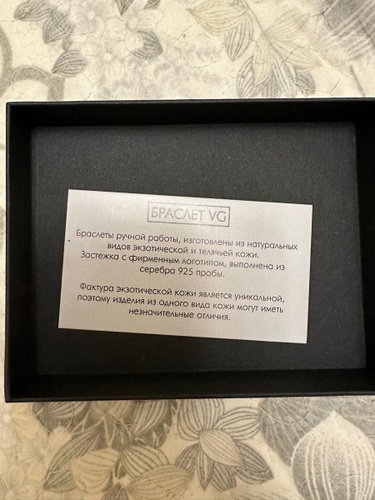 БРАСЛЕТ VG
Браслеты ручной работы, изготовлены из натуральных
видов экзотической и телячьей кожи.
Застежка с фирменным логотипом, выполнена из
серебра 925 пробы.
Фактура экзотической кожи является уникальной,
поэтому изделия из одного вида кожи могут иметь
незначительные отличия.